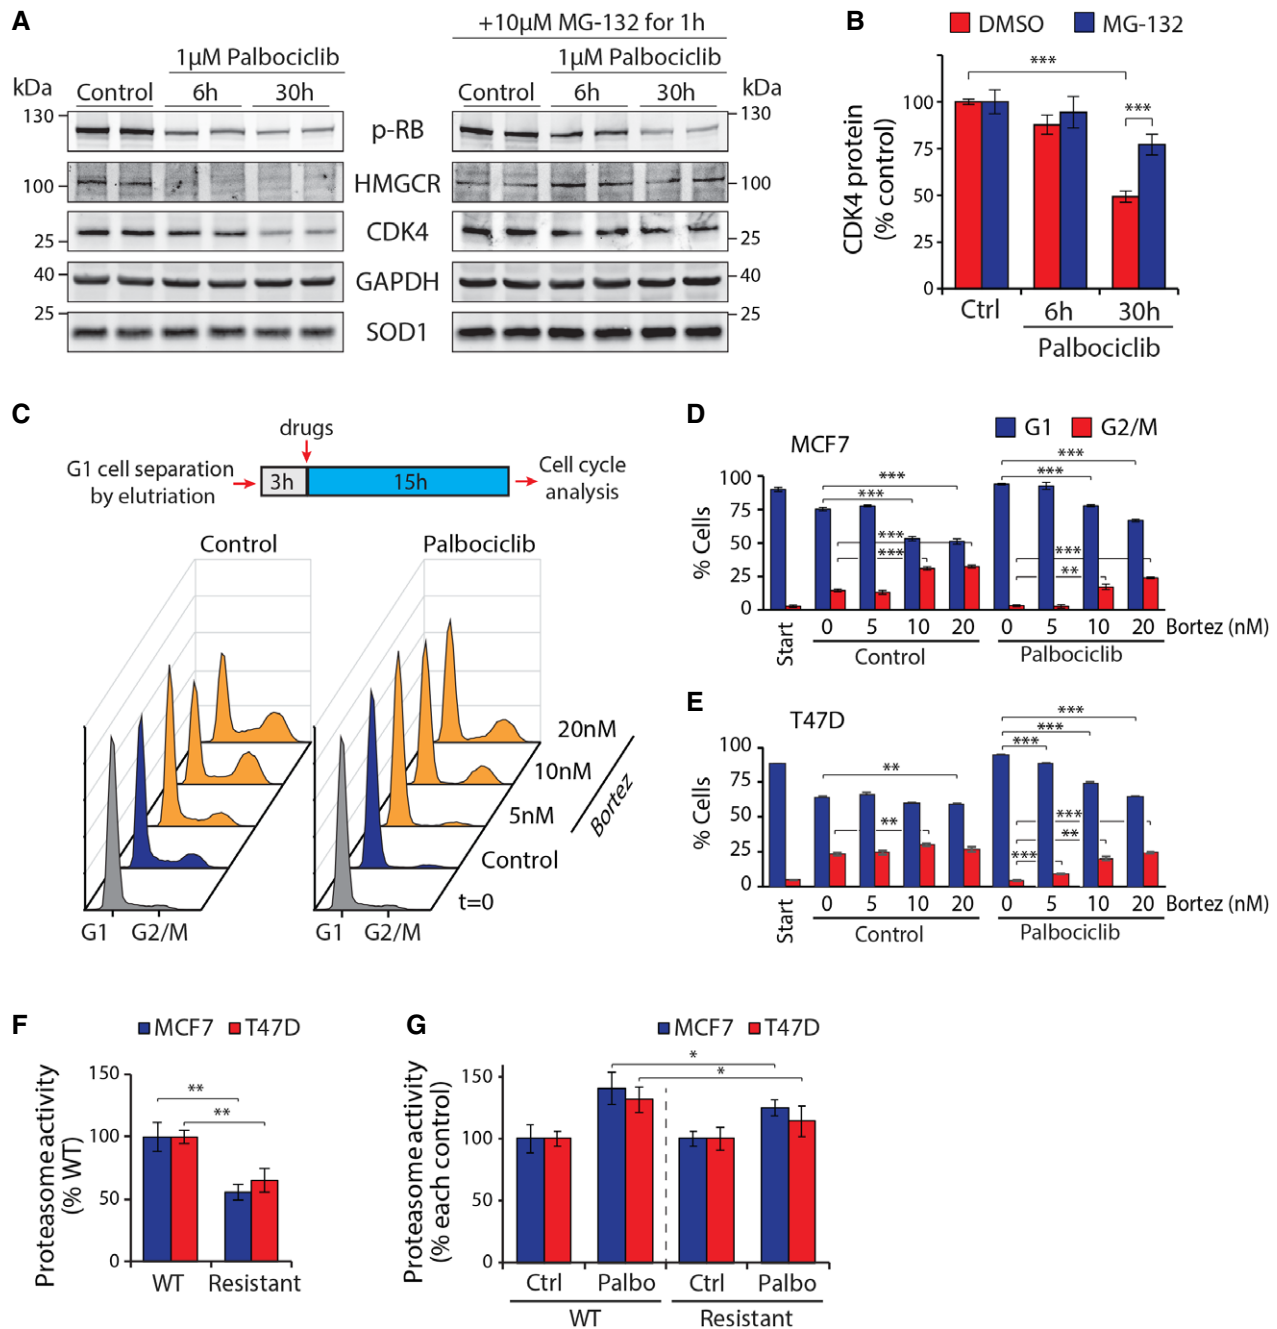 A
+10µM MG-132 for 1h
1µM Palbociclib
1µM Palbociclib
kDa
Control
6h
30h
Control
6h
30h
kDa
130
p-RB
130
100
HMGCR
100
25
CDK4
25
40
GAPDH
40
25
SOD1
25
B
DMSO
MG-132
CDK4 protein
(% control)
100
75
50
25
0
***
***
Ctrl
6h
30h
Palbociclib
C
drugs
G1 cell separation
by elutriation
3h
15h
Cell cycle
analysis
Control
Palbociclib
20nM
10nM
5nM
Control
t=0
Bortez
G1
G2/M
G1
G2/M
D
MCF7
G1
G2/M
% Cells
100
75
50
25
0
***
***
***
***
***
***
***
**
Start
0
5
10
20
0
5
10
20
Bortez (nM)
Control
Palbociclib
E
T47D
% Cells
100
75
50
25
0
**
**
***
***
***
***
**
***
Start
0
5
10
20
0
5
10
20
Bortez (nM)
Control
Palbociclib
F
MCF7
T47D
Proteasome activity
(% WT)
150
100
50
0
**
**
WT
Resistant
G
MCF7
T47D
Proteasome activity
(% each control)
150
100
50
0
*
*
Ctrl
Palbo
Ctrl
Palbo
WT
Resistant